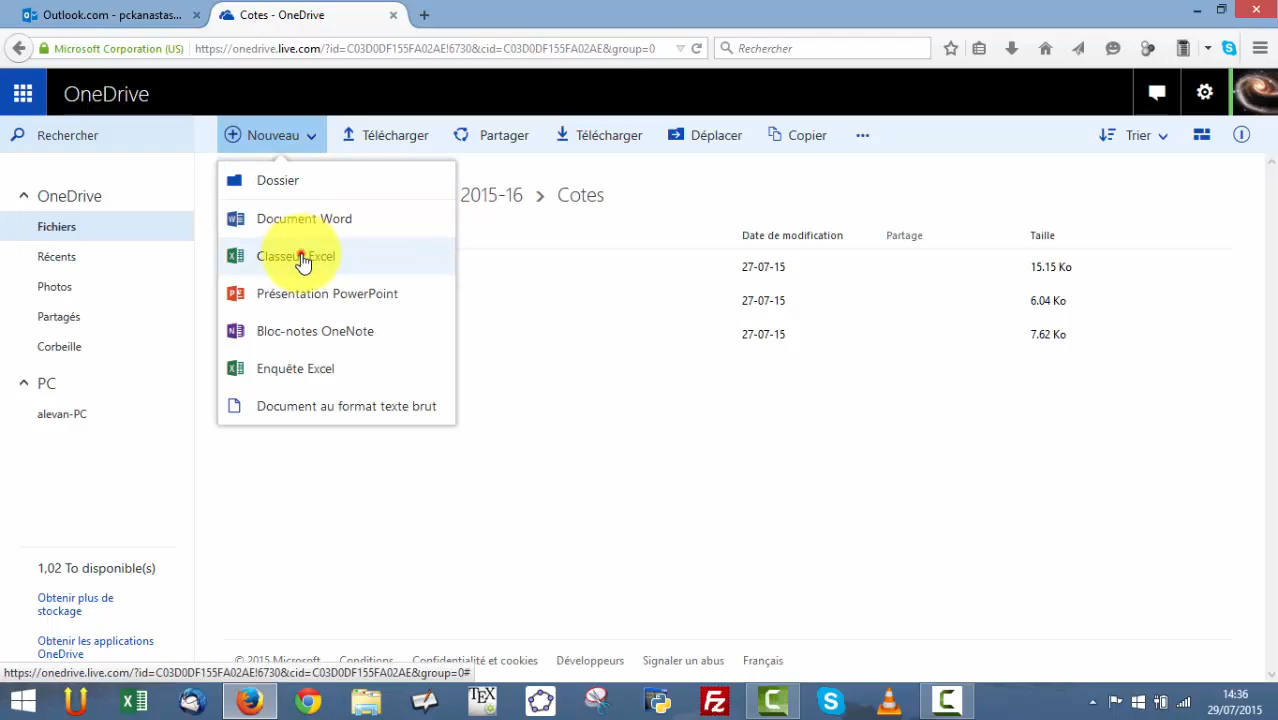 Outlook.com - pckanastas...
Cotes - OneDrive
Microsoft Corporation (US)
https://onedrive.live.com/?id=C03D0DF155FA02AE!6730&cid=C03D0DF155FA02AE&group=0
Rechercher
OneDrive
Rechercher
Nouveau
Télécharger
Partager
Télécharger
Déplacer
Copier
Trier
Dossier
Document Word
Classeur Excel
Présentation PowerPoint
Bloc-notes OneNote
Enquête Excel
Document au format texte brut
2015-16 > Cotes
Date de modification Partage Taille
27-07-15 15.15 Ko
27-07-15 6.04 Ko
27-07-15 7.62 Ko
OneDrive
Fichiers
Récents
Photos
Partagés
Corbeille
PC
alevan-PC
1,02 To disponible(s)
Obtenir plus de
stockage
Obtenir les applications
OneDrive
© 2015 Microsoft Conditions Confidentialité et cookies Développeurs Signaler un abus Français
https://onedrive.live.com/?id=C03D0DF155FA02AE!6730&cid=C03D0DF155FA02AE&group=0#
TEX
14:36
29/07/2015